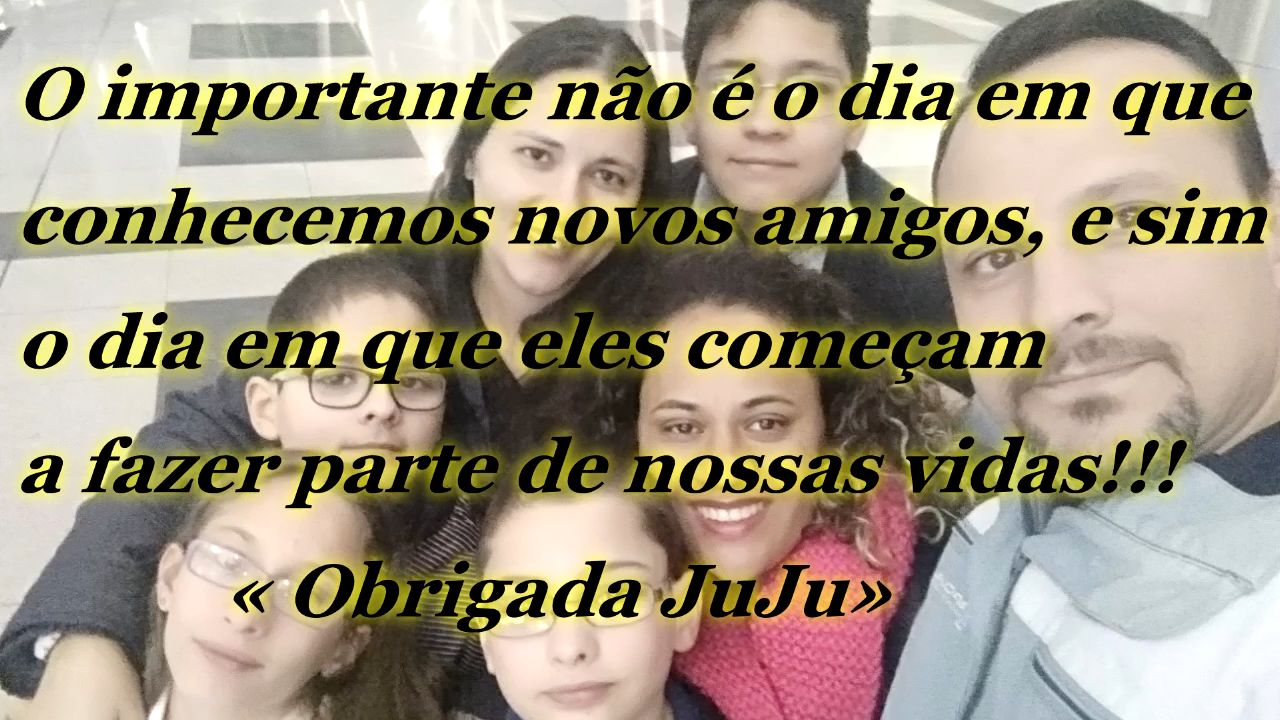 O importante não é o dia em que
conhecemos novos amigos, e sim
o dia em que eles começam
a fazer parte de nossas vidas!!!
« Obrigada JuJu»